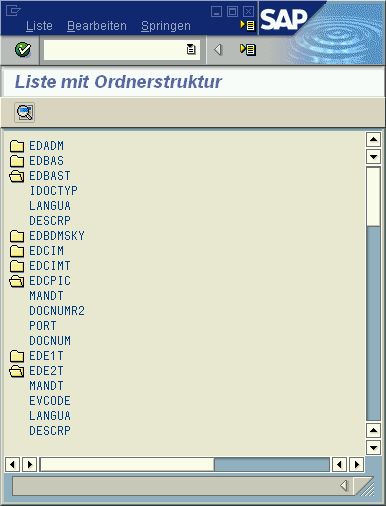 Liste Bearbeiten Springen
SAP
Liste mit Ordnerstruktur
EDADM
EDBAS
EDBAST
IDOCTYP
LANGUA
DESCRP
EDBDMSKY
EDCIM
EDCIMT
EDCPIC
MANDT
DOCNUMR2
PORT
DOCNUM
EDE1T
EDE2T
MANDT
EVCODE
LANGUA
DESCRP